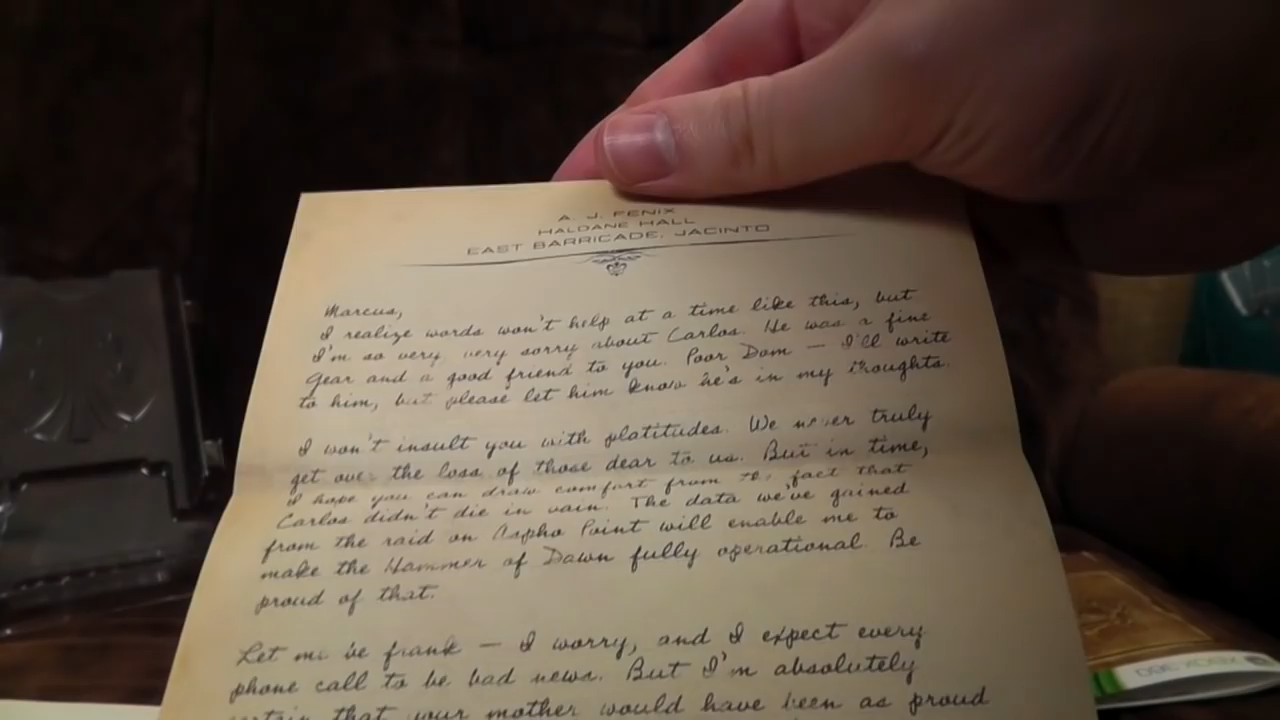 A. J. FENIX
HALDANE HALL
EAST BARRICADE, JACINTO
Marcus,
I realize words won't help at a time like this, but
I'm so very very sorry about Carlos. He was a fine
Gear and a good friend to you. Poor Dom — I'll write
to him, but please let him know he's in my thoughts.
I won't insult you with platitudes. We never truly
get over the loss of those dear to us. But in time,
I hope you can draw comfort from the fact that
Carlos didn't die in vain. The data we've gained
from the raid on Aspho Point will enable me to
make the Hammer of Dawn fully operational. Be
proud of that.
Let me be frank — I worry, and I expect every
phone call to be bad news. But I'm absolutely
certain that your mother would have been as proud
XBOX 360